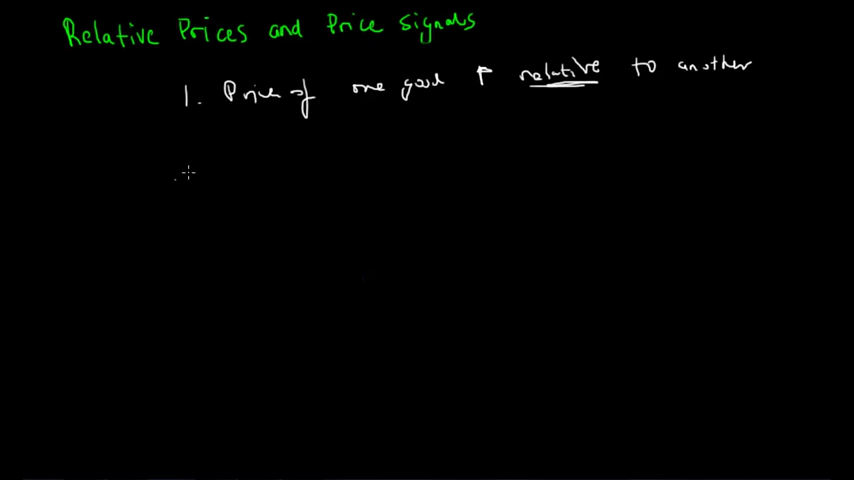 Relative Prices and Price Signals
1. Price of one good ↑ relative to another